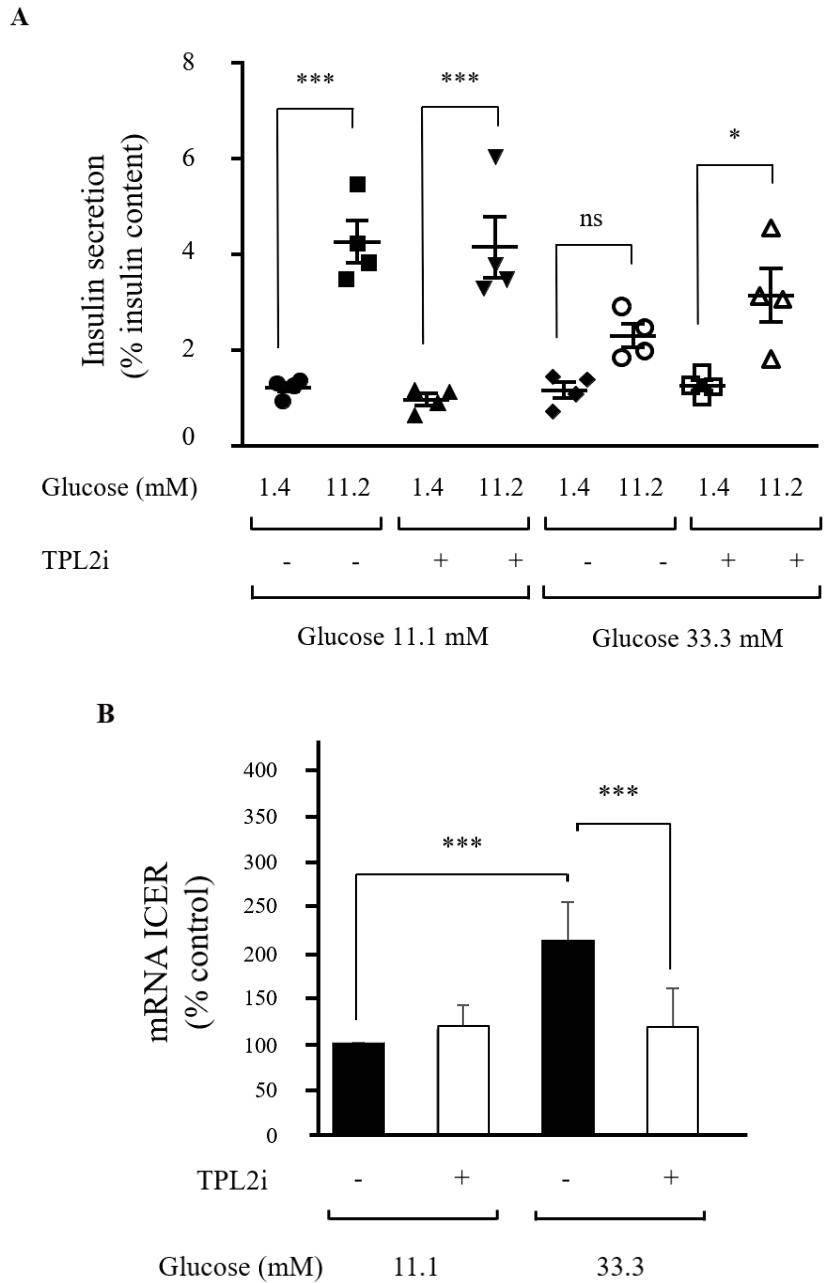 A
8
***
***
6
*
ns
4
2
0
Insulin secretion
(% insulin content)
Glucose (mM) 1.4 11.2 1.4 11.2 1.4 11.2 1.4 11.2
TPL2i - - + + - - + +
Glucose 11.1 mM Glucose 33.3 mM
B
400
***
350
***
300
250
200
150
100
50
0
mRNA ICER
(% control)
TPL2i - + - +
Glucose (mM) 11.1 33.3